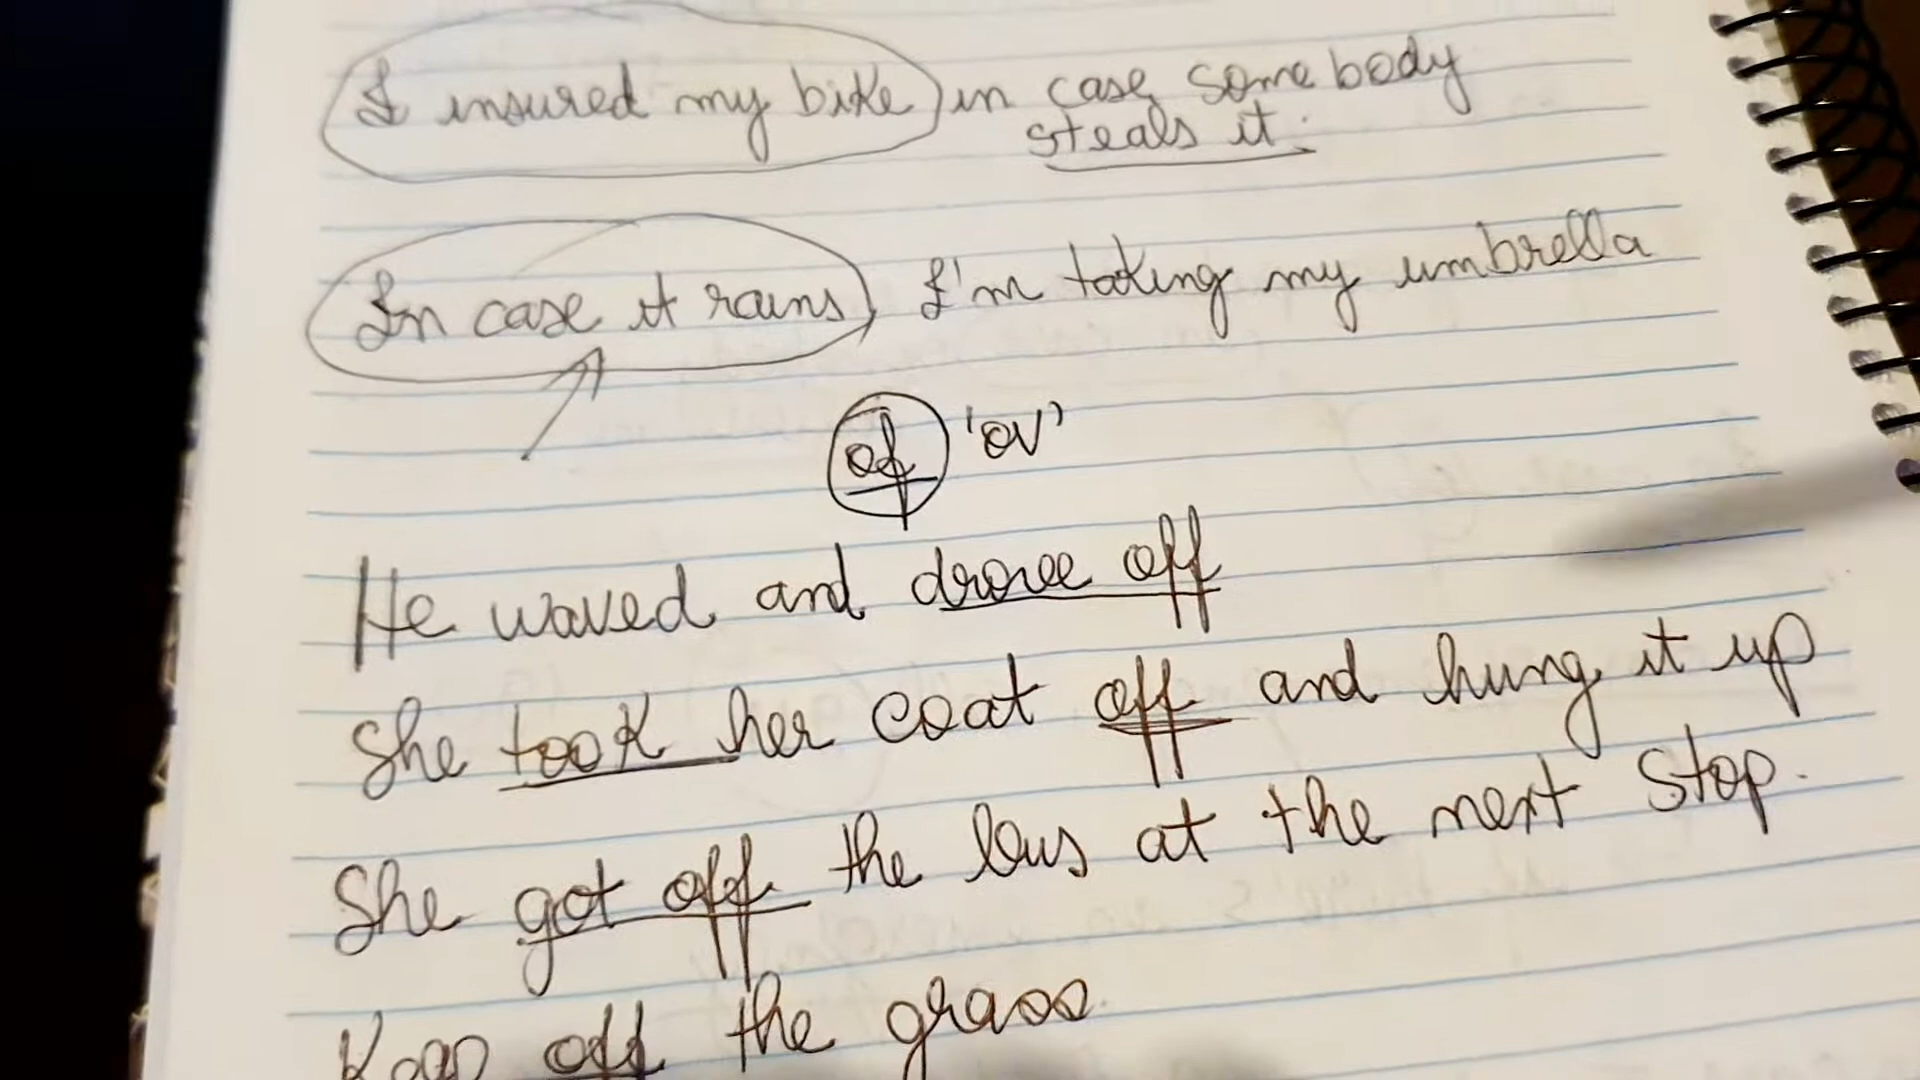 I insured my bike in case somebody
steals it.
In case it rains, I'm taking my umbrella
of 'ov'
He waved and drove off
She took her coat off and hung it up
She got off the bus at the next stop.
Keep off the grass.